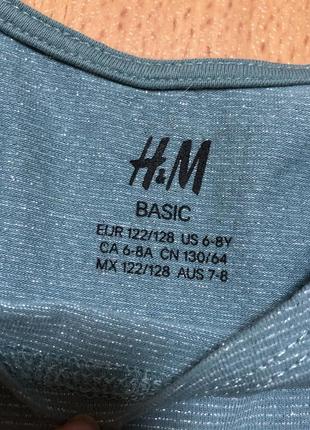 H&M
BASIC
EUR 122/128 US 6-8Y
CA 6-8A CN 130/64
MX 122/128 AUS 7-8